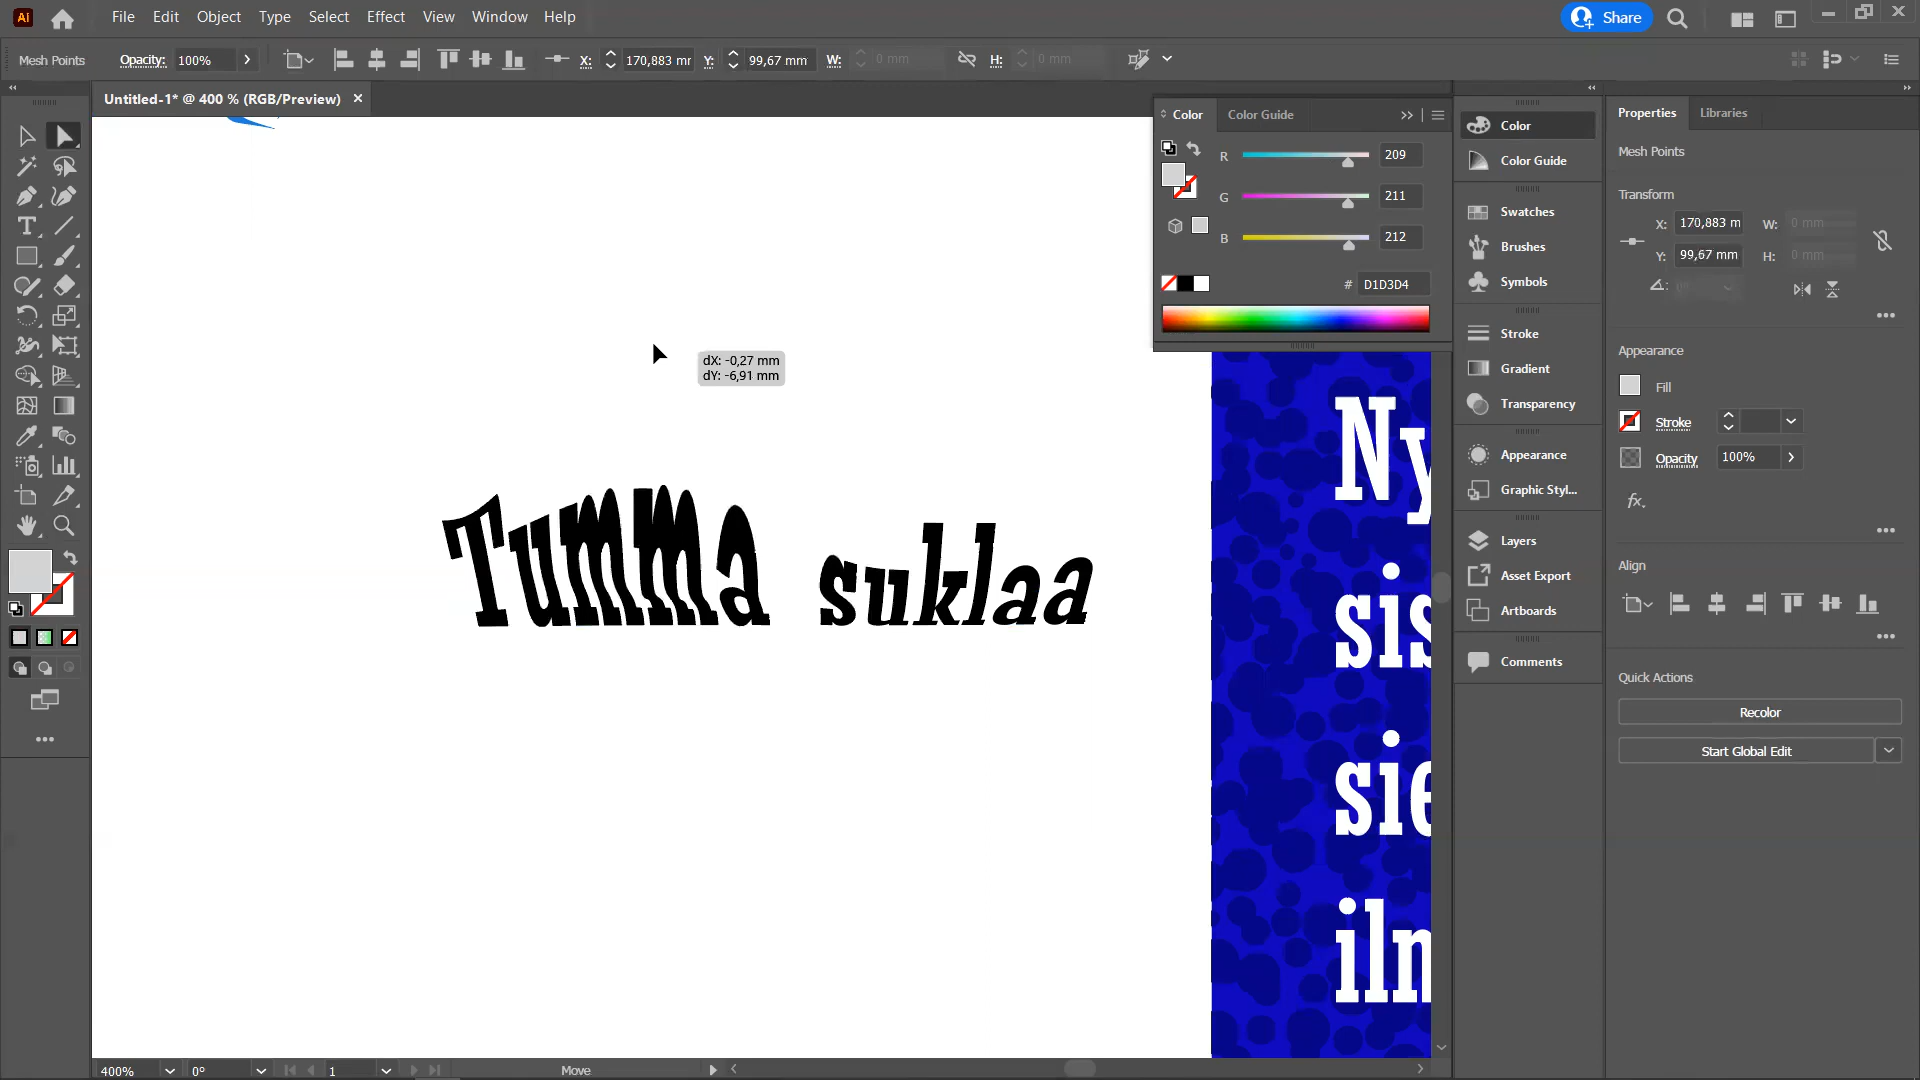 Ai File Edit Object Type Select Effect View Window Help Share
Mesh Points Opacity: 100% X: 170,883 mr Y: 99,67 mm W: 0 mm H: 0 mm
Untitled-1* @ 400 % (RGB/Preview)
Color Color Guide
R 209
G 211
B 212
# D1D3D4
dX: -0,27 mm
dY: -6,91 mm
Tumma suklaa
Ny
sis
sie
iln
Color
Color Guide
Swatches
Brushes
Symbols
Stroke
Gradient
Transparency
Appearance
Graphic Styl...
Layers
Asset Export
Artboards
Comments
Properties Libraries
Mesh Points
Transform
X: 170,883 m W: 0 mm
Y: 99,67 mm H: 0 mm
0°
Appearance
Fill
Stroke
Opacity 100%
fx.
Align
Quick Actions
Recolor
Start Global Edit
400% 0° 1 Move